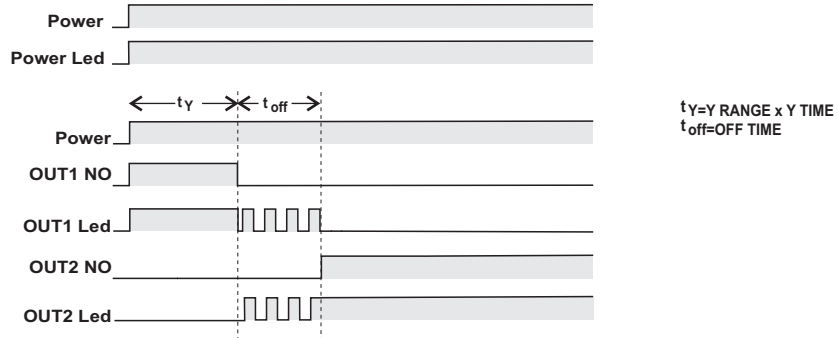 Power
Power Led
tY
toff
tY=Y RANGE x Y TIME
toff=OFF TIME
Power
OUT1 NO
OUT1 Led
OUT2 NO
OUT2 Led